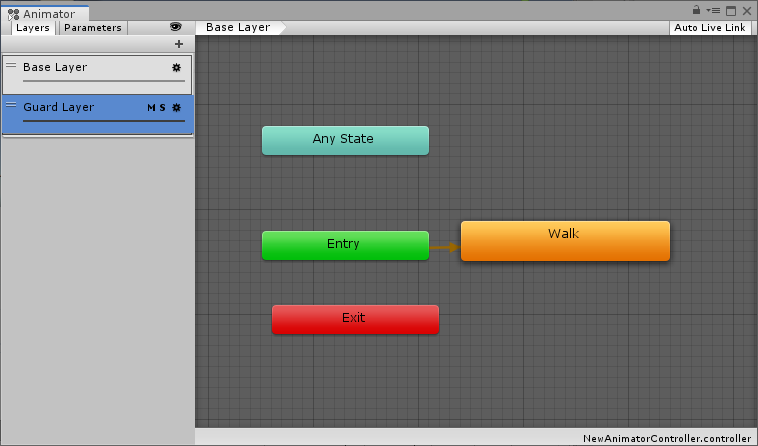 Animator
Layers Parameters
Base Layer
Auto Live Link
Base Layer
Guard Layer M S
Any State
Entry
Walk
Exit
NewAnimatorController.controller